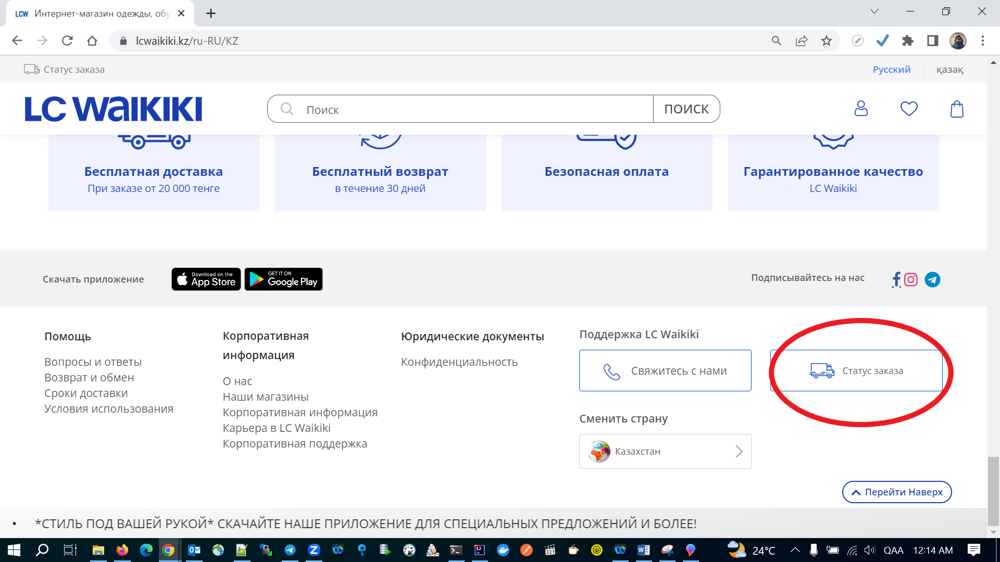 LCW Интернет-магазин одежды, обу
lcwaikiki.kz/ru-RU/KZ
Статус заказа
Русский
қазақ
LC WAIKIKI
Поиск
ПОИСК
Бесплатная доставка
При заказе от 20 000 тенге
Бесплатный возврат
в течение 30 дней
Безопасная оплата
Гарантированное качество
LC Waikiki
Скачать приложение
Download on the
App Store
GET IT ON
Google Play
Подписывайтесь на нас
Помощь
Вопросы и ответы
Возврат и обмен
Сроки доставки
Условия использования
Корпоративная
информация
О нас
Наши магазины
Корпоративная информация
Карьера в LC Waikiki
Корпоративная поддержка
Юридические документы
Конфиденциальность
Поддержка LC Waikiki
Свяжитесь с нами
Статус заказа
Сменить страну
Казахстан
Перейти Наверх
• *СТИЛЬ ПОД ВАШЕЙ РУКОЙ* СКАЧАЙТЕ НАШЕ ПРИЛОЖЕНИЕ ДЛЯ СПЕЦИАЛЬНЫХ ПРЕДЛОЖЕНИЙ И БОЛЕЕ!
24°C
QAA
12:14 AM